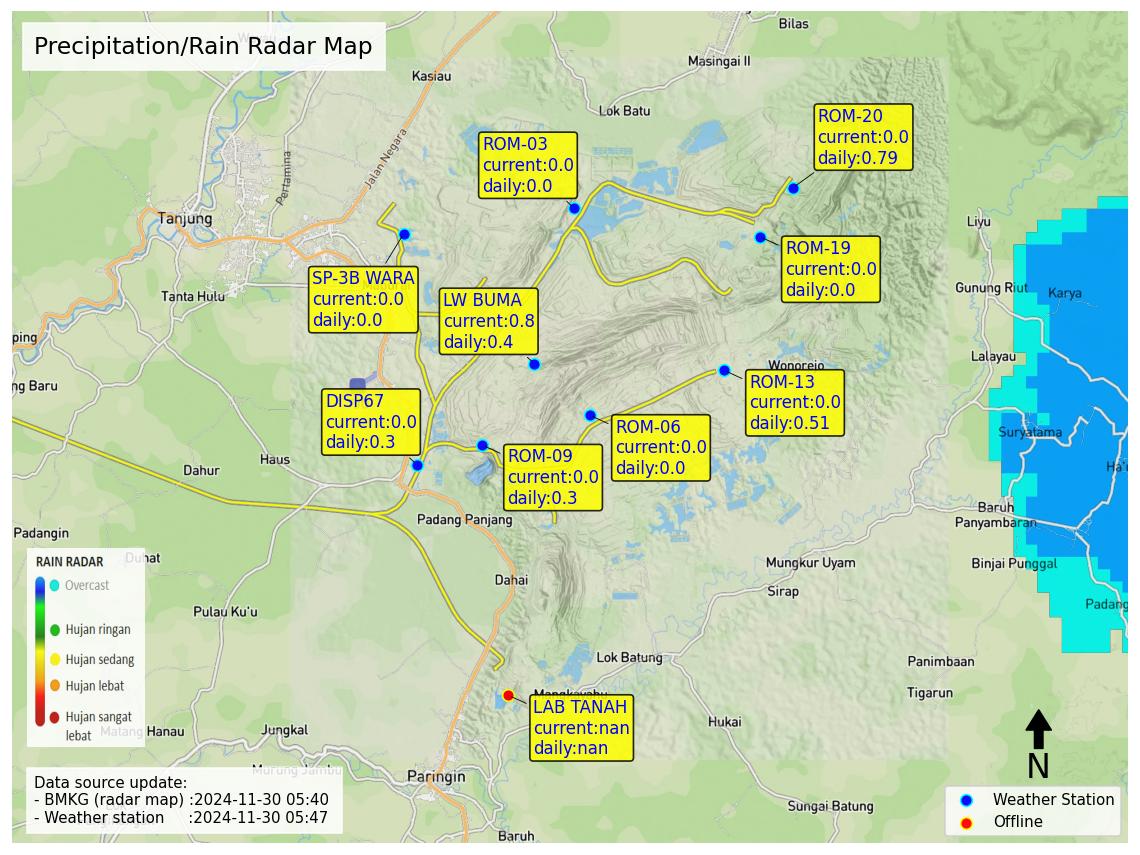 Precipitation/Rain Radar Map
Bilas
Masingai II
Kasiau
Lok Batu
Jalan Negara
Pertamina
Tanjung
Tanta Hulu
ping
ng Baru
ROM-20
current:0.0
daily:0.79
ROM-03
current:0.0
daily:0.0
ROM-19
current:0.0
daily:0.0
SP-3B WARA
current:0.0
daily:0.0
LW BUMA
current:0.8
daily:0.4
Liyu
Gunung Riut
Karya
Lalayau
Wonorejo
ROM-13
current:0.0
daily:0.51
DISP67
current:0.0
daily:0.3
ROM-06
current:0.0
daily:0.0
ROM-09
current:0.0
daily:0.3
Suryatama
Ha'u
Haus
Dahur
Baruh
Panyambaran
Padang Panjang
Padangin
Duhat
Binjai Punggal
Mungkur Uyam
Dahai
Sirap
Padang
Pulau Ku'u
RAIN RADAR
Overcast
Hujan ringan
Hujan sedang
Hujan lebat
Hujan sangat
lebat
Lok Batung
Panimbaan
Tigarun
Mangkayahu
LAB TANAH
current:nan
daily:nan
Hukai
Matang Hanau
Jungkal
Murung Jambu
Paringin
Sungai Batung
Baruh
Data source update:
- BMKG (radar map) :2024-11-30 05:40
- Weather station :2024-11-30 05:47
N
Weather Station
Offline